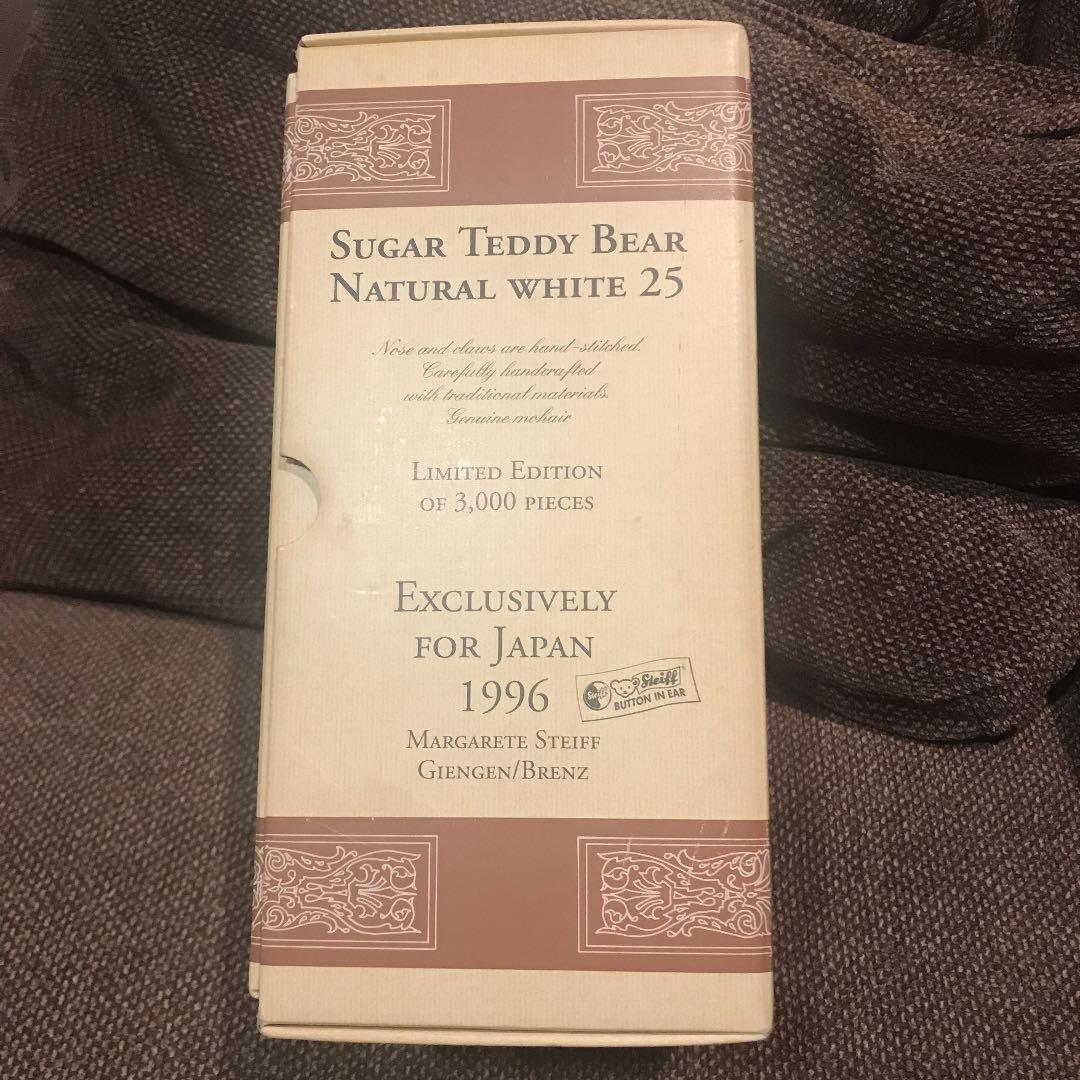 Sugar Teddy Bear
Natural white 25
Nose and claws are hand-stitched.
Carefully handcrafted
with traditional materials.
Genuine mohair
Limited Edition
of 3,000 pieces
Exclusively
for Japan
1996
Steiff Steiff®
BUTTON IN EAR
Margarete Steiff
Giengen/Brenz